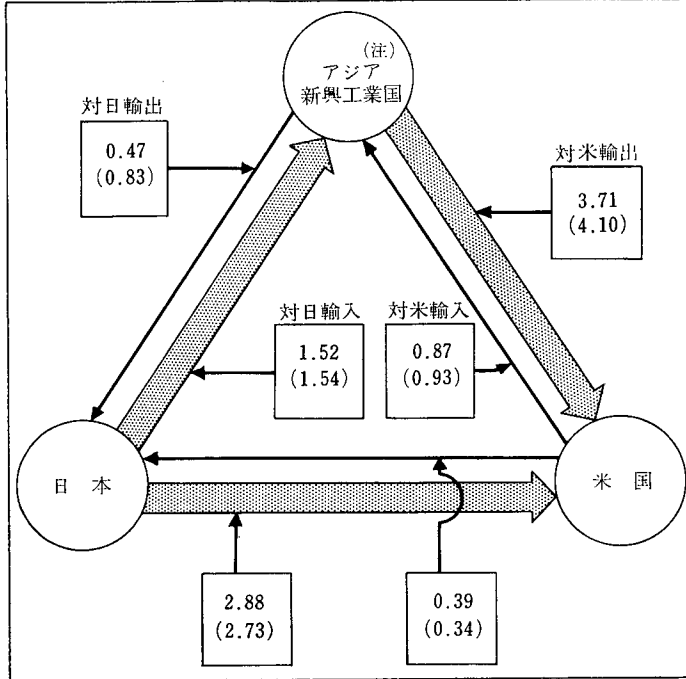 (注)
アジア
新興工業国
対日輸出
0.47
(0.83)
対米輸出
3.71
(4.10)
対日輸入
1.52
(1.54)
対米輸入
0.87
(0.93)
日 本
米 国
2.88
(2.73)
0.39
(0.34)